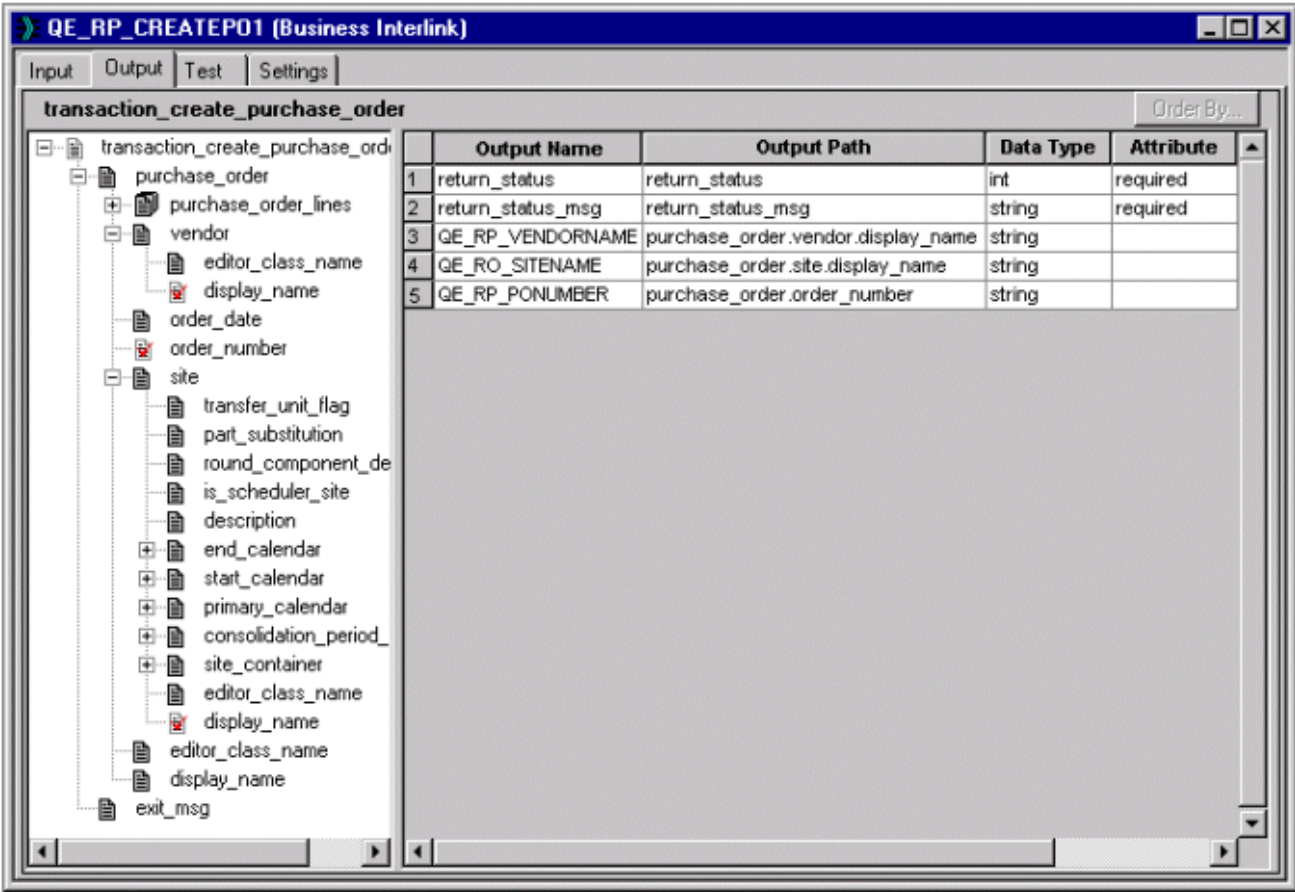 QE_RP_CREATEPO1 (Business Interlink)
Input Output Test Settings
transaction_create_purchase_order
Order By...
transaction_create_purchase_ord
purchase_order
purchase_order_lines
vendor
editor_class_name
display_name
order_date
order_number
site
transfer_unit_flag
part_substitution
round_component_de
is_scheduler_site
description
end_calendar
start_calendar
primary_calendar
consolidation_period_
site_container
editor_class_name
display_name
editor_class_name
display_name
exit_msg
Output Name Output Path Data Type Attribute
1 return_status return_status int required
2 return_status_msg return_status_msg string required
3 QE_RP_VENDORNAME purchase_order.vendor.display_name string
4 QE_RO_SITENAME purchase_order.site.display_name string
5 QE_RP_PONUMBER purchase_order.order_number string